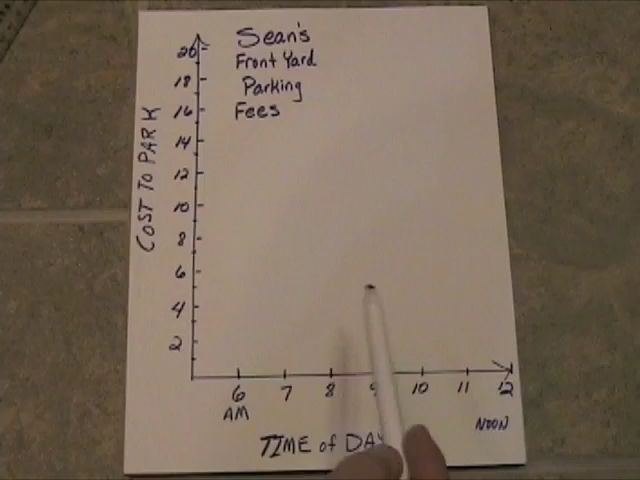 Sean's
Front Yard
Parking
Fees
COST TO PARK
20
18
16
14
12
10
8
6
4
2
6 7 8 9 10 11 12
AM
NOON
TIME of DAY